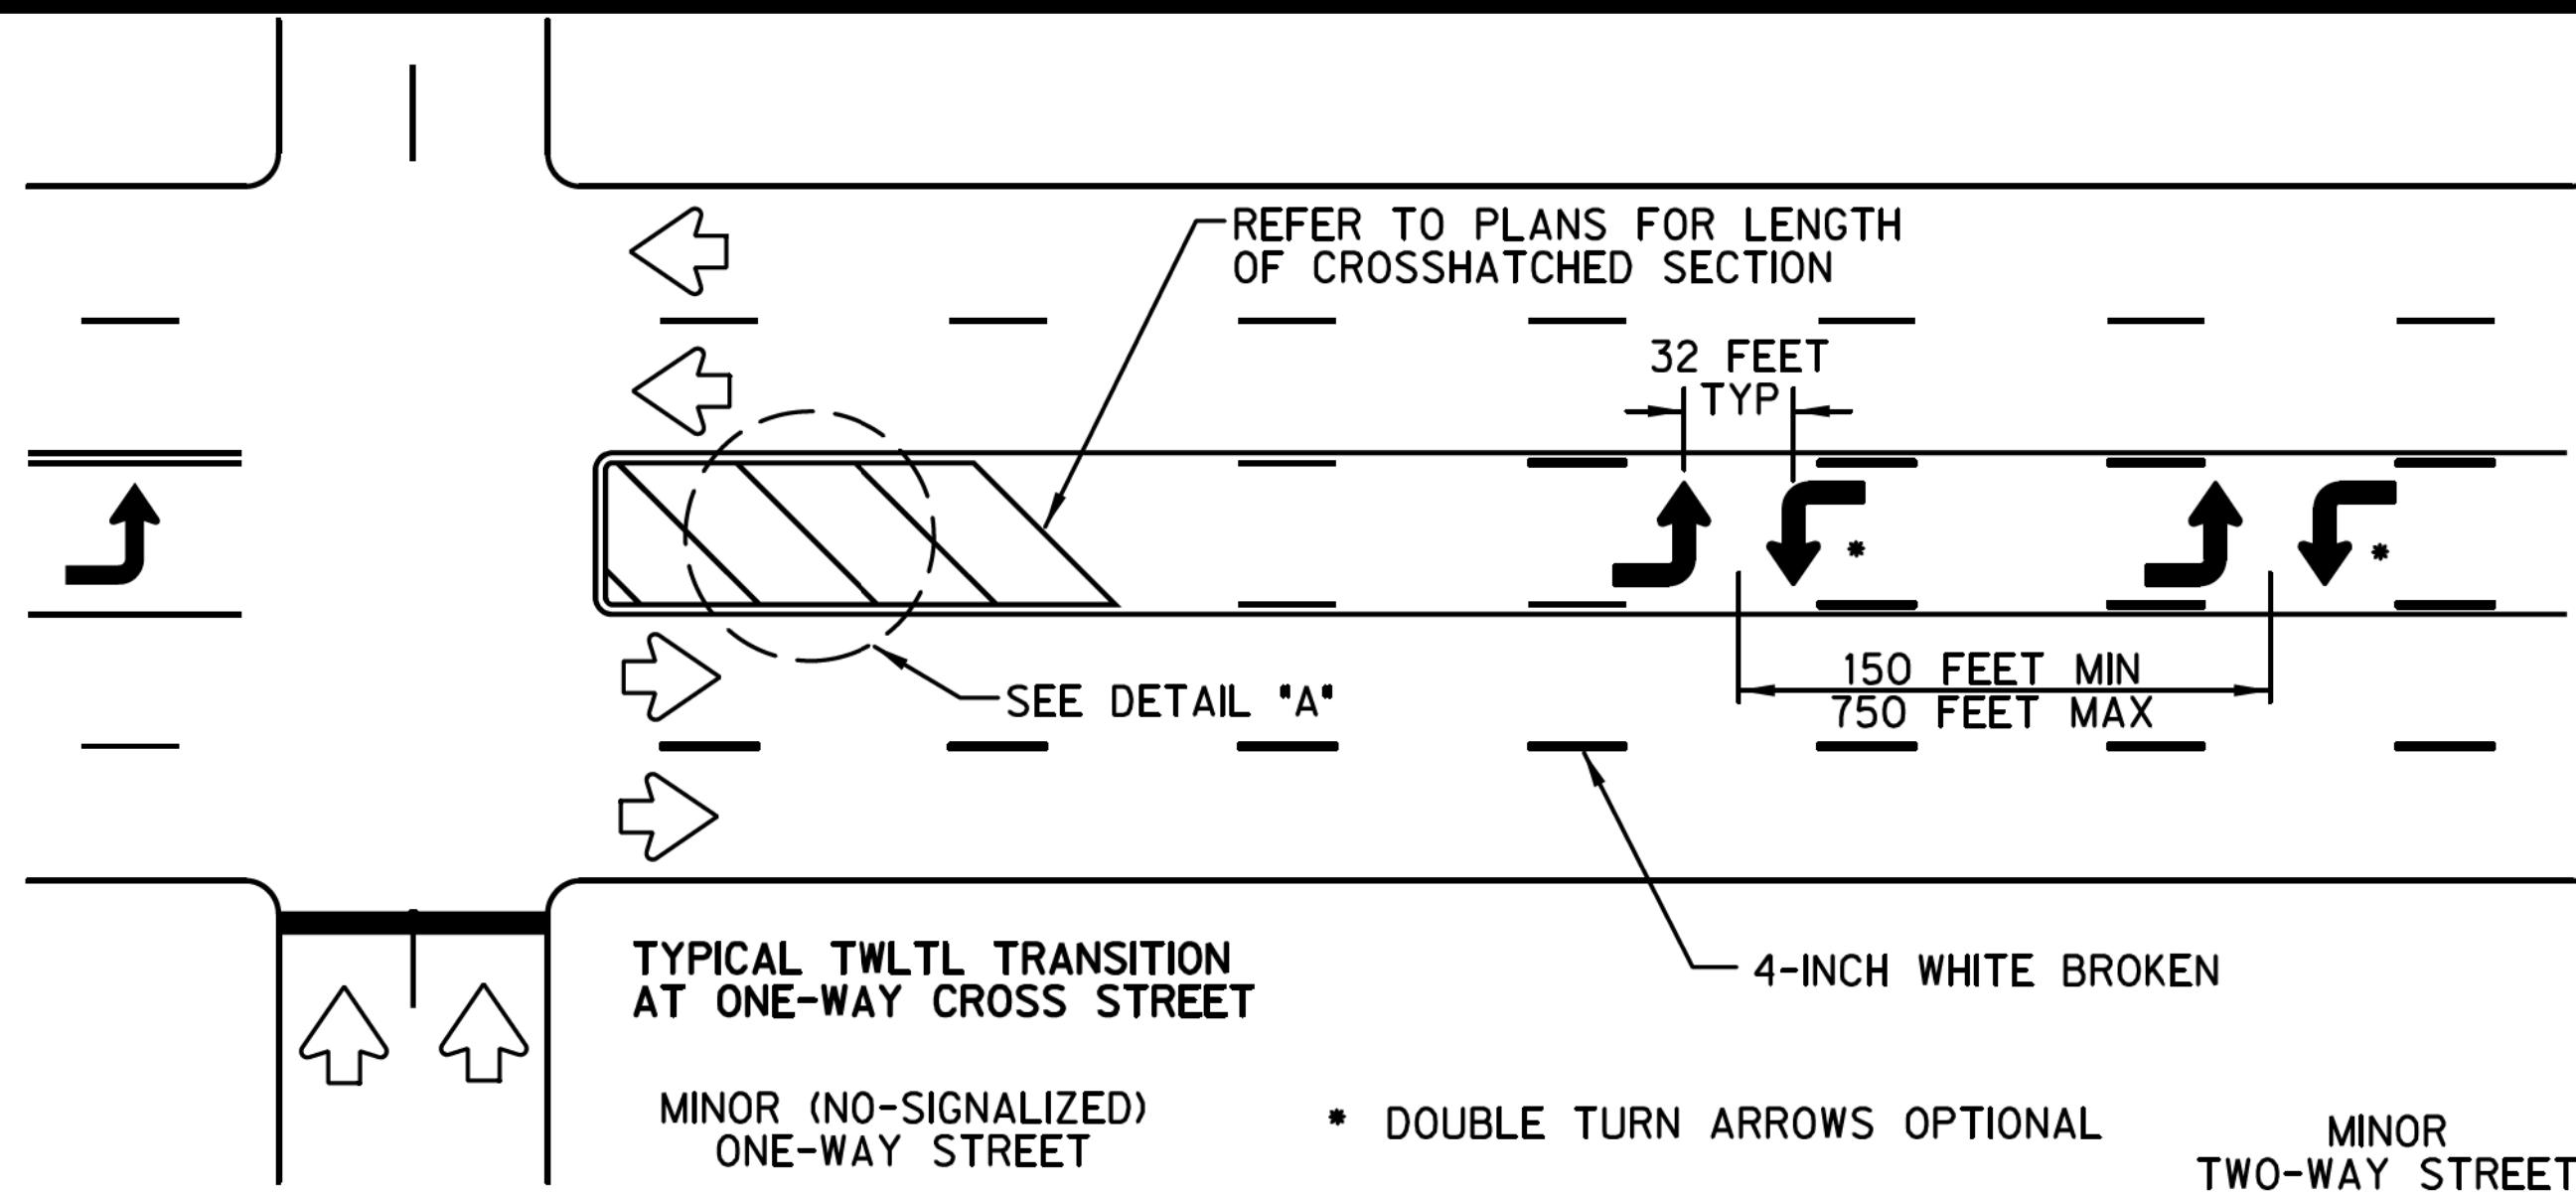 REFER TO PLANS FOR LENGTH
OF CROSSHATCHED SECTION
32 FEET
TYP
*
*
SEE DETAIL "A"
150 FEET MIN
750 FEET MAX
4-INCH WHITE BROKEN
TYPICAL TWLTL TRANSITION
AT ONE-WAY CROSS STREET
MINOR (NO-SIGNALIZED)
ONE-WAY STREET
* DOUBLE TURN ARROWS OPTIONAL
MINOR
TWO-WAY STREET